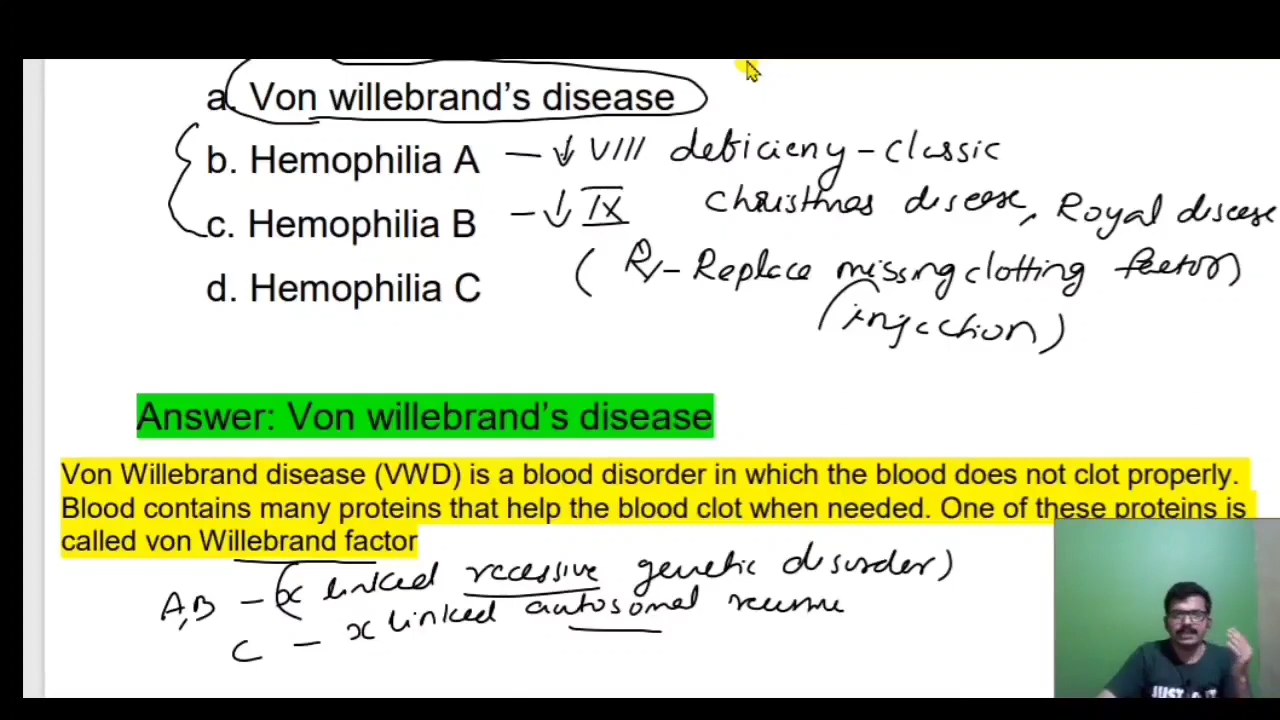 a. Von willebrand's disease
b. Hemophilia A – ↓ VIII deficieny – classic
c. Hemophilia B – ↓ IX Christmas disease, Royal disease
(Rx – Replace missing clotting factor)
d. Hemophilia C
(injection)
Answer: Von willebrand's disease
Von Willebrand disease (VWD) is a blood disorder in which the blood does not clot properly.
Blood contains many proteins that help the blood clot when needed. One of these proteins is
called von Willebrand factor
A,B – (x linked recessive genetic disorder)
C – x linked autosomal
JUST